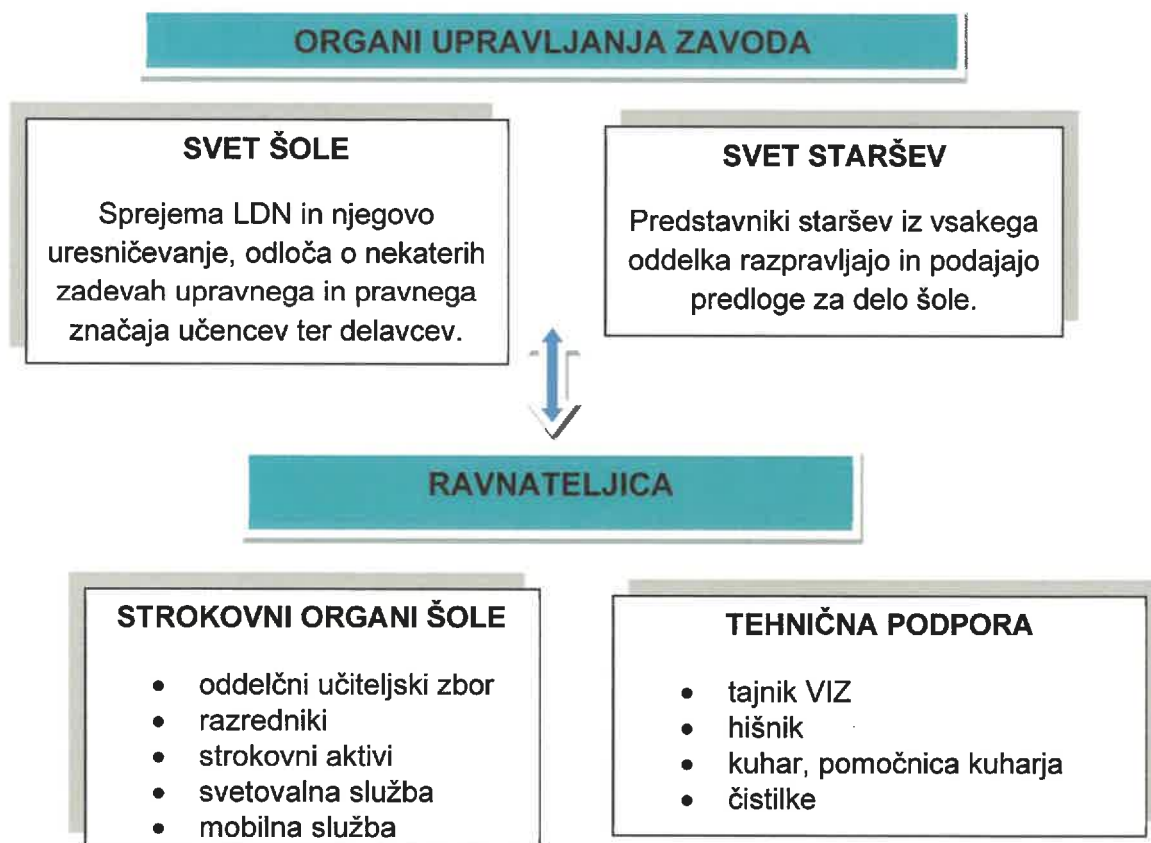 ORGANI UPRAVLJANJA ZAVODA
SVET ŠOLE
Sprejema LDN in njegovo
uresničevanje, odloča o nekaterih
zadevah upravnega in pravnega
značaja učencev ter delavcev.
SVET STARŠEV
Predstavniki staršev iz vsakega
oddelka razpravljajo in podajajo
predloge za delo šole.
RAVNATELJICA
STROKOVNI ORGANI ŠOLE
• oddelčni učiteljski zbor
• razredniki
• strokovni aktivi
• svetovalna služba
• mobilna služba
TEHNIČNA PODPORA
• tajnik VIZ
• hišnik
• kuhar, pomočnica kuharja
• čistilke